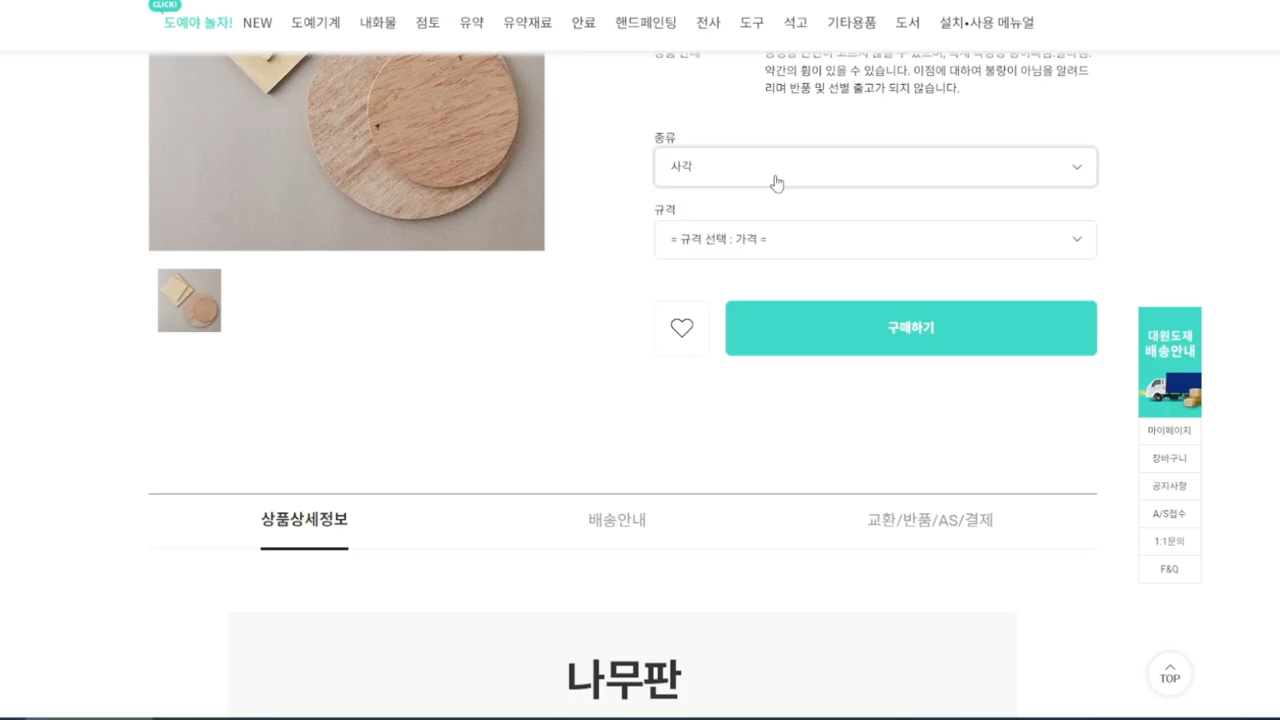 CLICK!
도예야 놀자! NEW 도예기계 내화물 점토 유약 유약재료 안료 핸드페인팅 전사 도구 석고 기타용품 도서 설치•사용 메뉴얼
약간의 휨이 있을 수 있습니다. 이점에 대하여 불량이 아님을 알려드
리며 반품 및 선별 출고가 되지 않습니다.
종류
사각
규격
= 규격 선택 : 가격 =
구매하기
대원도재
배송안내
마이페이지
장바구니
공지사항
A/S접수
1:1문의
F&Q
상품상세정보 배송안내 교환/반품/AS/결제
나무판
TOP